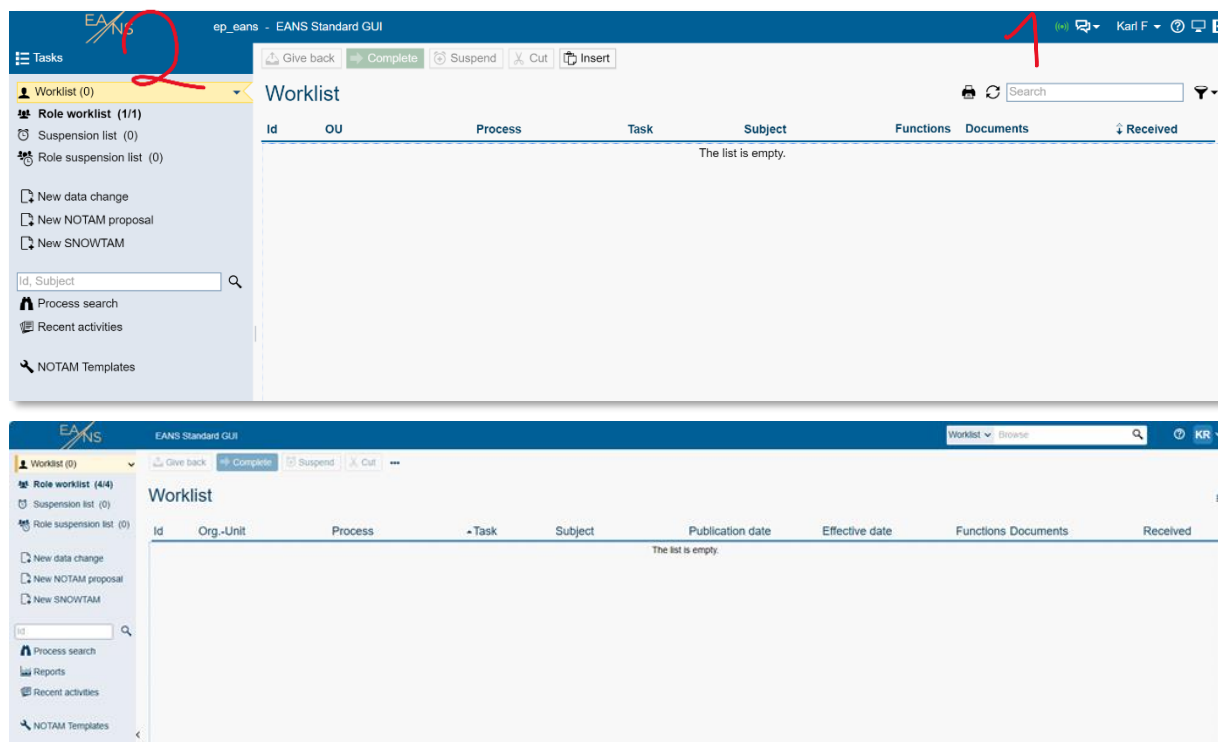 EANS ep_eans - EANS Standard GUI 1 Karl F
2
Tasks Give back Complete Suspend Cut Insert
Worklist (0) Worklist Search
Role worklist (1/1)
Suspension list (0) Id OU Process Task Subject Functions Documents Received
Role suspension list (0) The list is empty.
New data change
New NOTAM proposal
New SNOWTAM
Id, Subject
Process search
Recent activities
NOTAM Templates
EANS EANS Standard GUI Worklist Browse KR
Worklist (0) Give back Complete Suspend Cut
Role worklist (4/4) Worklist
Suspension list (0)
Role suspension list (0) Id Org.-Unit Process Task Subject Publication date Effective date Functions Documents Received
The list is empty.
New data change
New NOTAM proposal
New SNOWTAM
Id
Process search
Reports
Recent activities
NOTAM Templates